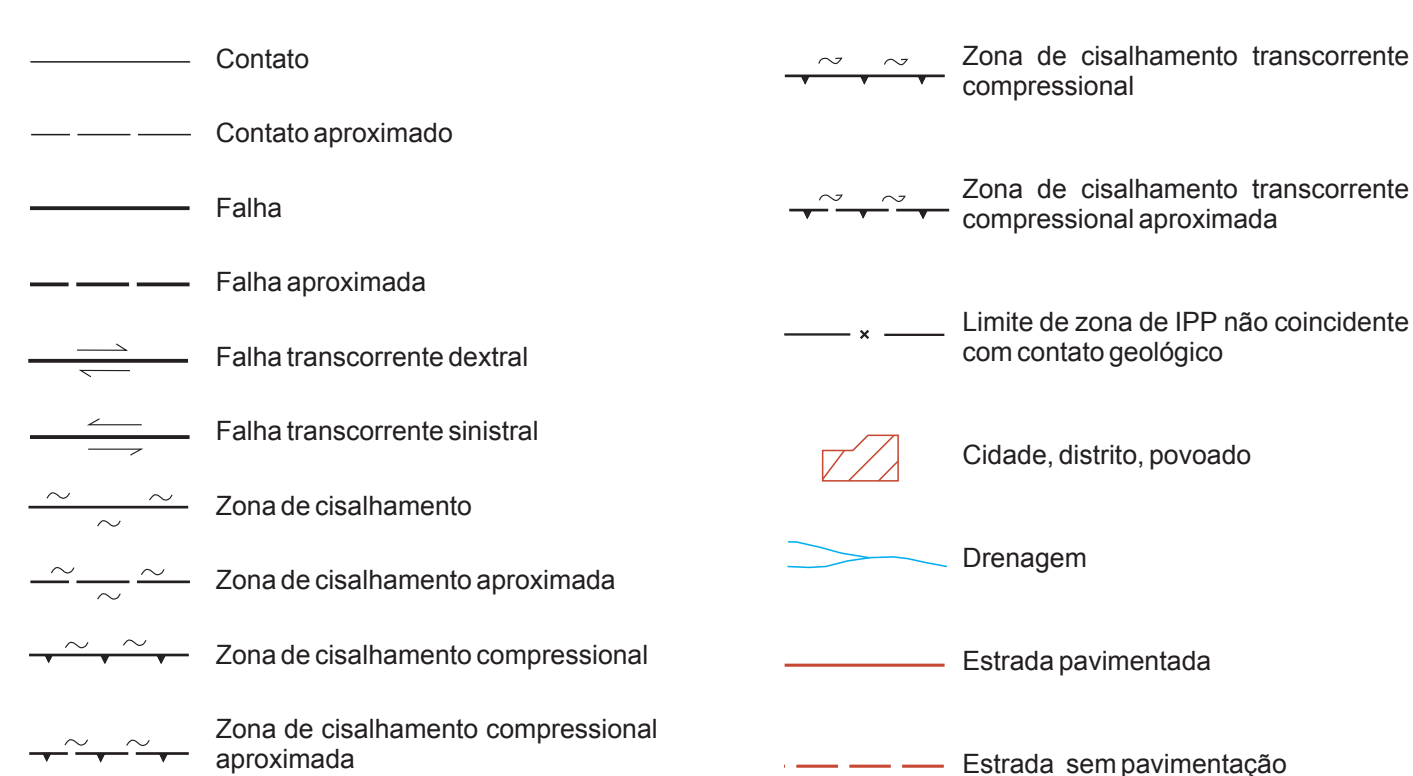 Contato
Contato aproximado
Falha
Falha aproximada
Falha transcorrente dextral
Falha transcorrente sinistral
Zona de cisalhamento
Zona de cisalhamento aproximada
Zona de cisalhamento compressional
Zona de cisalhamento compressional
aproximada
Zona de cisalhamento transcorrente
compressional
Zona de cisalhamento transcorrente
compressional aproximada
Limite de zona de IPP não coincidente
com contato geológico
Cidade, distrito, povoado
Drenagem
Estrada pavimentada
Estrada sem pavimentação